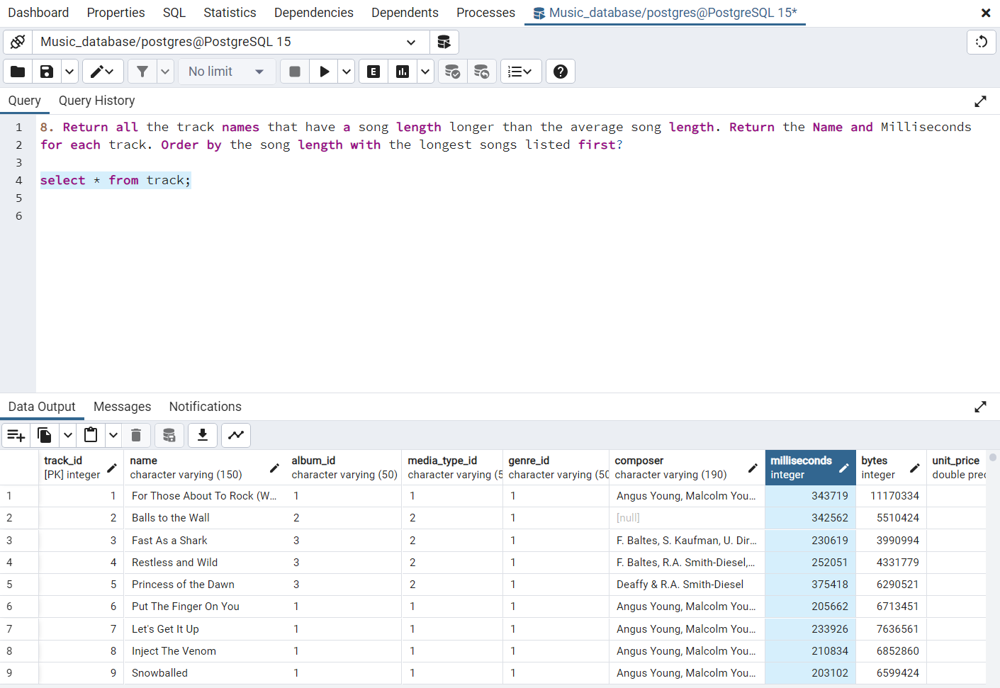 Dashboard Properties SQL Statistics Dependencies Dependents Processes Music_database/postgres@PostgreSQL 15*
Music_database/postgres@PostgreSQL 15
No limit
E
Query Query History
1 8. Return all the track names that have a song length longer than the average song length. Return the Name and Milliseconds
2 for each track. Order by the song length with the longest songs listed first?
3
4 select * from track;
5
6
Data Output Messages Notifications
track_id name album_id media_type_id genre_id composer milliseconds bytes unit_price
[PK] integer character varying (150) character varying (50) character varying (5 character varying (50 character varying (190) integer integer double prec
1 1 For Those About To Rock (W... 1 1 1 Angus Young, Malcolm You... 343719 11170334
2 2 Balls to the Wall 2 2 1 [null] 342562 5510424
3 3 Fast As a Shark 3 2 1 F. Baltes, S. Kaufman, U. Dir... 230619 3990994
4 4 Restless and Wild 3 2 1 F. Baltes, R.A. Smith-Diesel,... 252051 4331779
5 5 Princess of the Dawn 3 2 1 Deaffy & R.A. Smith-Diesel 375418 6290521
6 6 Put The Finger On You 1 1 1 Angus Young, Malcolm You... 205662 6713451
7 7 Let's Get It Up 1 1 1 Angus Young, Malcolm You... 233926 7636561
8 8 Inject The Venom 1 1 1 Angus Young, Malcolm You... 210834 6852860
9 9 Snowballed 1 1 1 Angus Young, Malcolm You... 203102 6599424